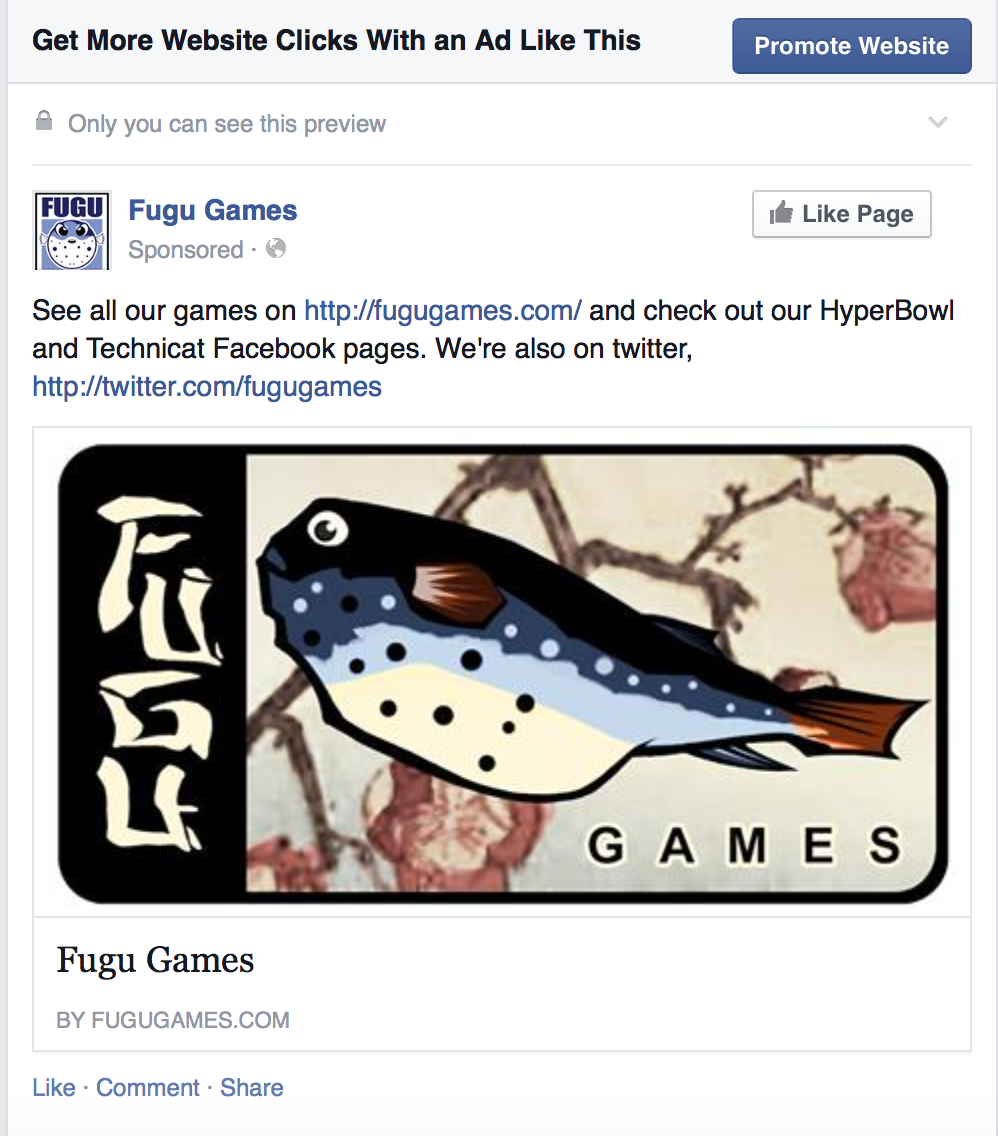 Get More Website Clicks With an Ad Like This
Promote Website
Only you can see this preview
FUGU
Fugu Games
Sponsored ·
Like Page
See all our games on http://fugugames.com/ and check out our HyperBowl
and Technicat Facebook pages. We're also on twitter,
http://twitter.com/fugugames
FUGU
GAMES
Fugu Games
BY FUGUGAMES.COM
Like · Comment · Share